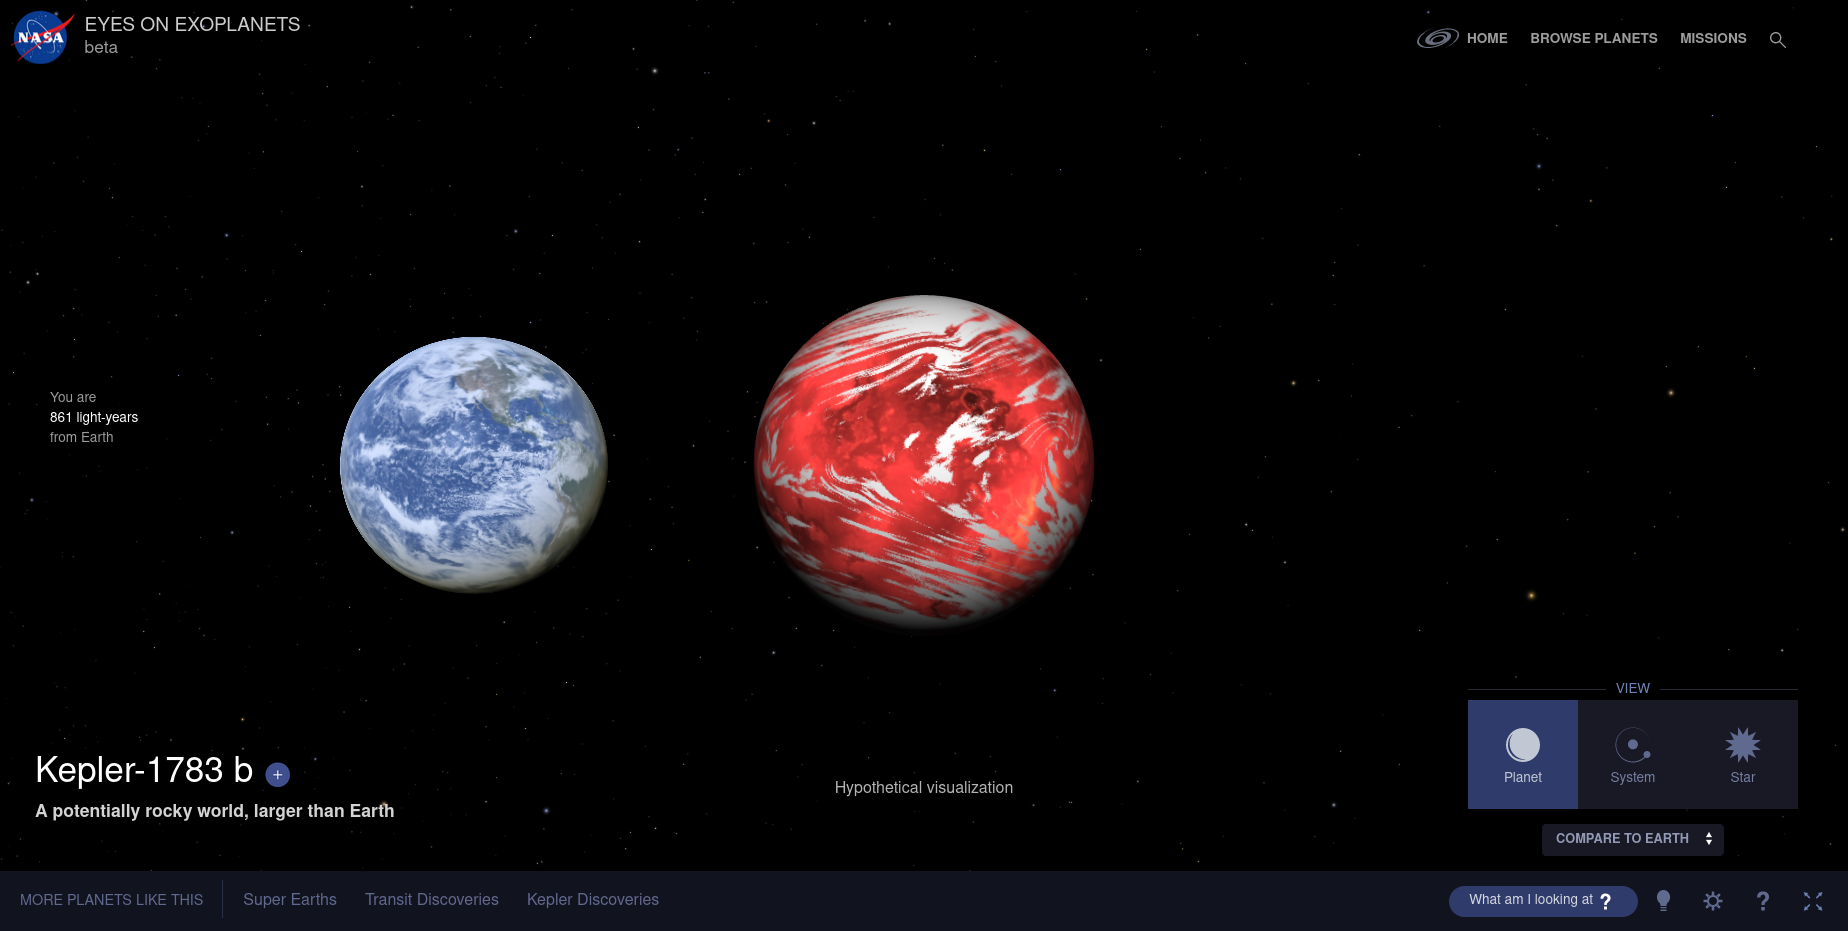 NASA
EYES ON EXOPLANETS
beta
HOME
BROWSE PLANETS
MISSIONS
You are
861 light-years
from Earth
Kepler-1783 b +
A potentially rocky world, larger than Earth
Hypothetical visualization
VIEW
Planet
System
Star
COMPARE TO EARTH
MORE PLANETS LIKE THIS
Super Earths
Transit Discoveries
Kepler Discoveries
What am I looking at ?
?